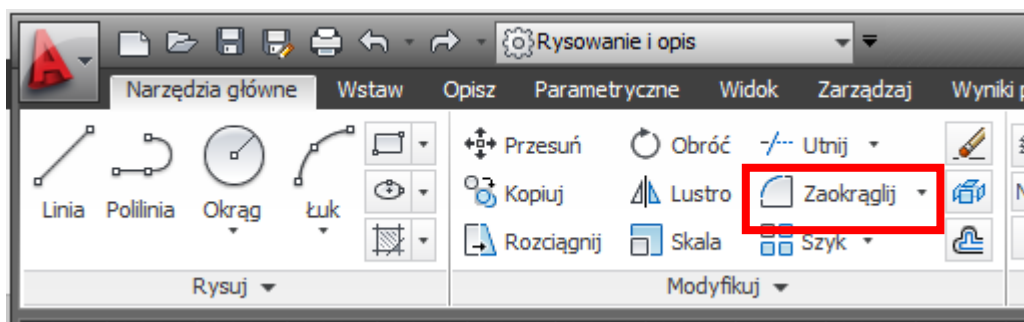 Rysowanie i opis
Narzędzia główne Wstaw Opisz Parametryczne Widok Zarządzaj Wyniki
Linia Polilinia Okrąg Łuk
Przesuń Obróć Utnij
Kopiuj Lustro Zaokrąglij
Rozciągnij Skala Szyk
Rysuj Modyfikuj